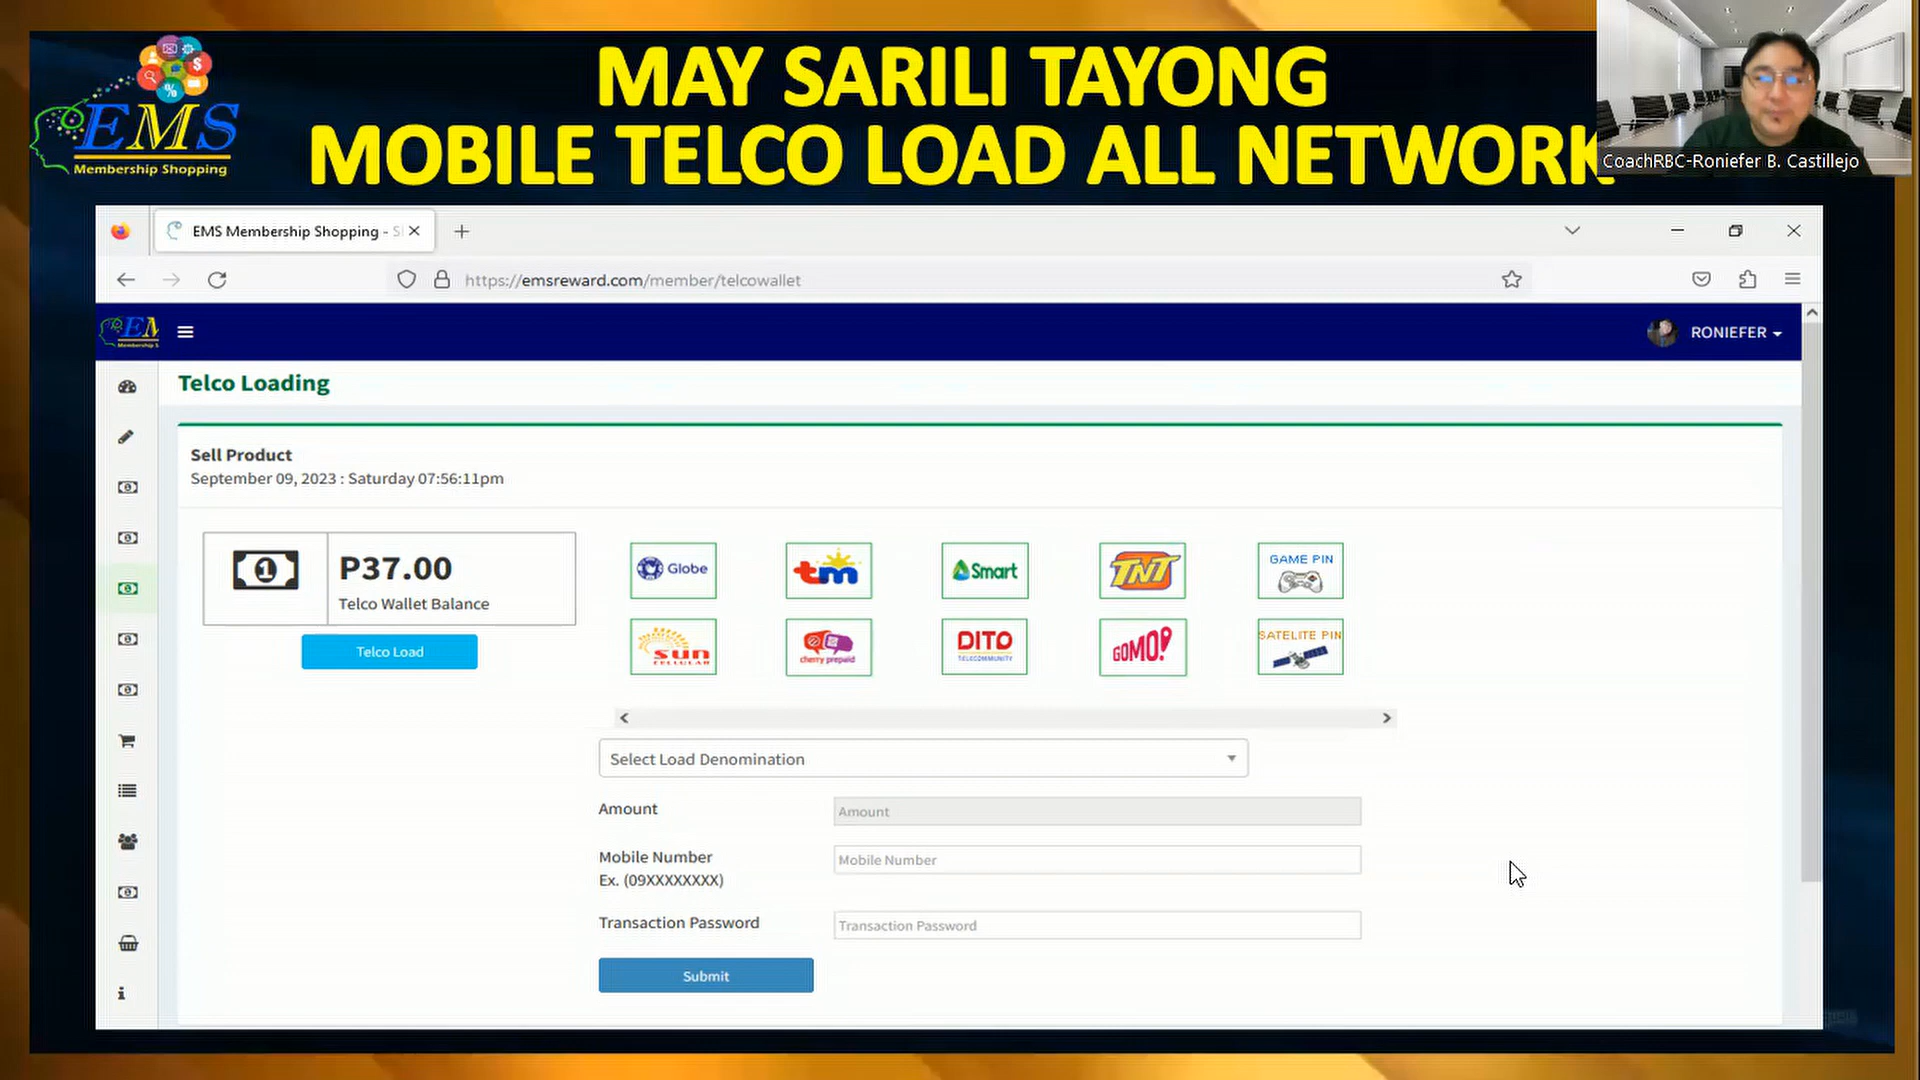 EMS
Membership Shopping
MAY SARILI TAYONG
MOBILE TELCO LOAD ALL NETWORK
CoachRBC-Roniefer B. Castillejo
EMS Membership Shopping - S
https://emsreward.com/member/telcowallet
EM
RONIEFER
Telco Loading
Sell Product
September 09, 2023 : Saturday 07:56:11pm
P37.00
Telco Wallet Balance
Telco Load
Globe
tm
Smart
TNT
GAME PIN
SUN
CELLULAR
cherry prepaid
DITO
TELECOMMUNITY
GOMO!
SATELITE PIN
Select Load Denomination
Amount
Amount
Mobile Number
Ex. (09XXXXXXXX)
Mobile Number
Transaction Password
Transaction Password
Submit